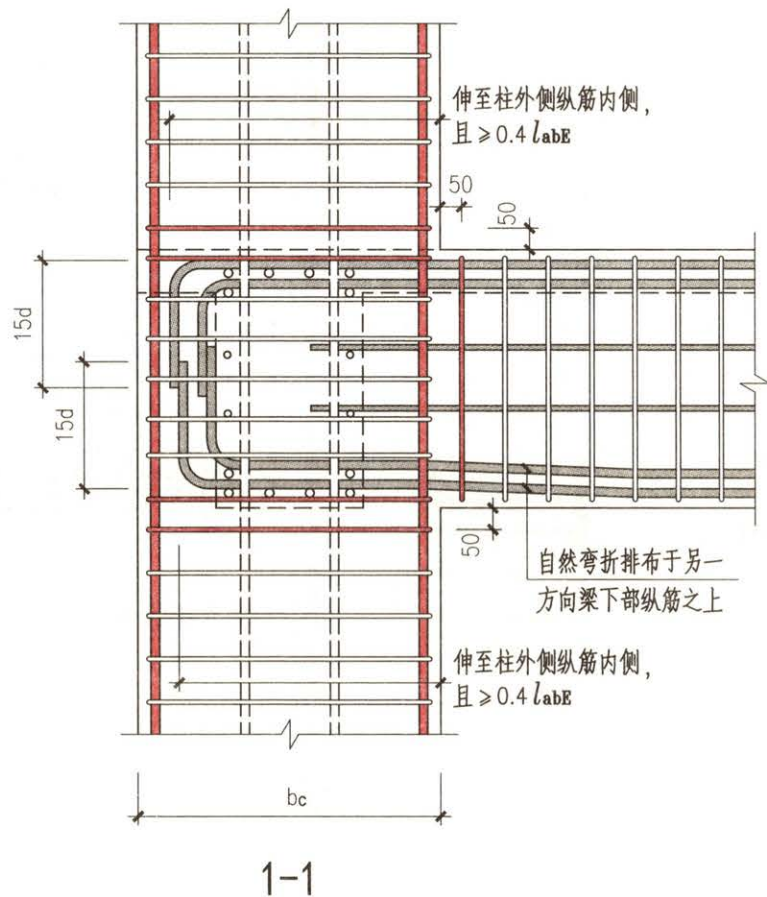 伸至柱外侧纵筋内侧，
且≥0.4 labE
50
50
15d
15d
50
自然弯折排布于另一
方向梁下部纵筋之上
伸至柱外侧纵筋内侧，
且≥0.4 labE
bc
1-1